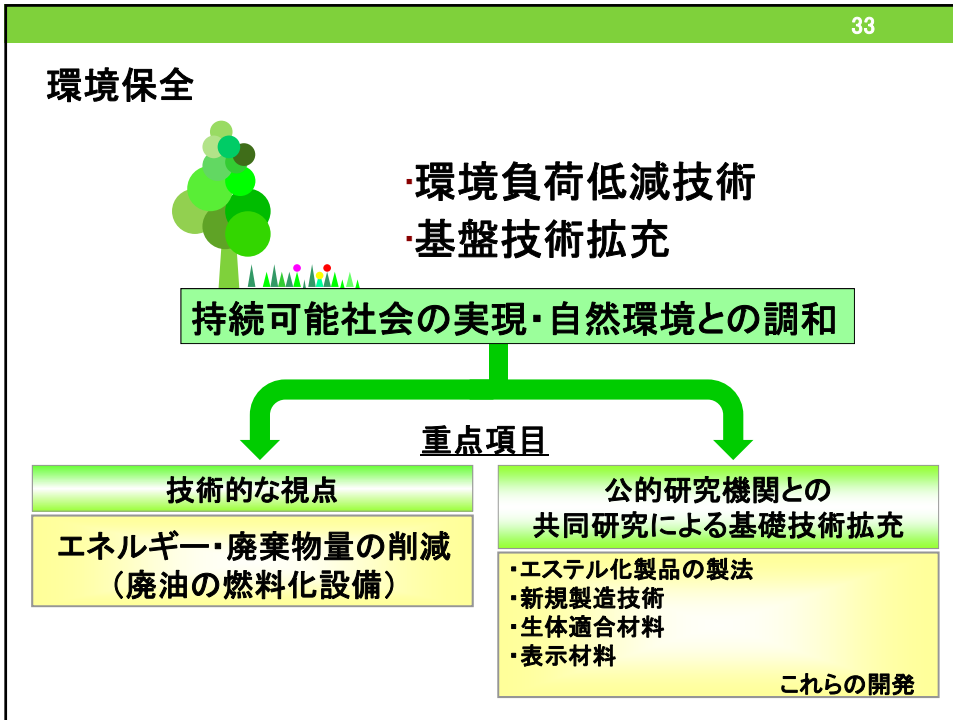 33
環境保全
・環境負荷低減技術
・基盤技術拡充
持続可能社会の実現・自然環境との調和
重点項目
技術的な視点
エネルギー・廃棄物量の削減
（廃油の燃料化設備）
公的研究機関との
共同研究による基礎技術拡充
・エステル化製品の製法
・新規製造技術
・生体適合材料
・表示材料
これらの開発